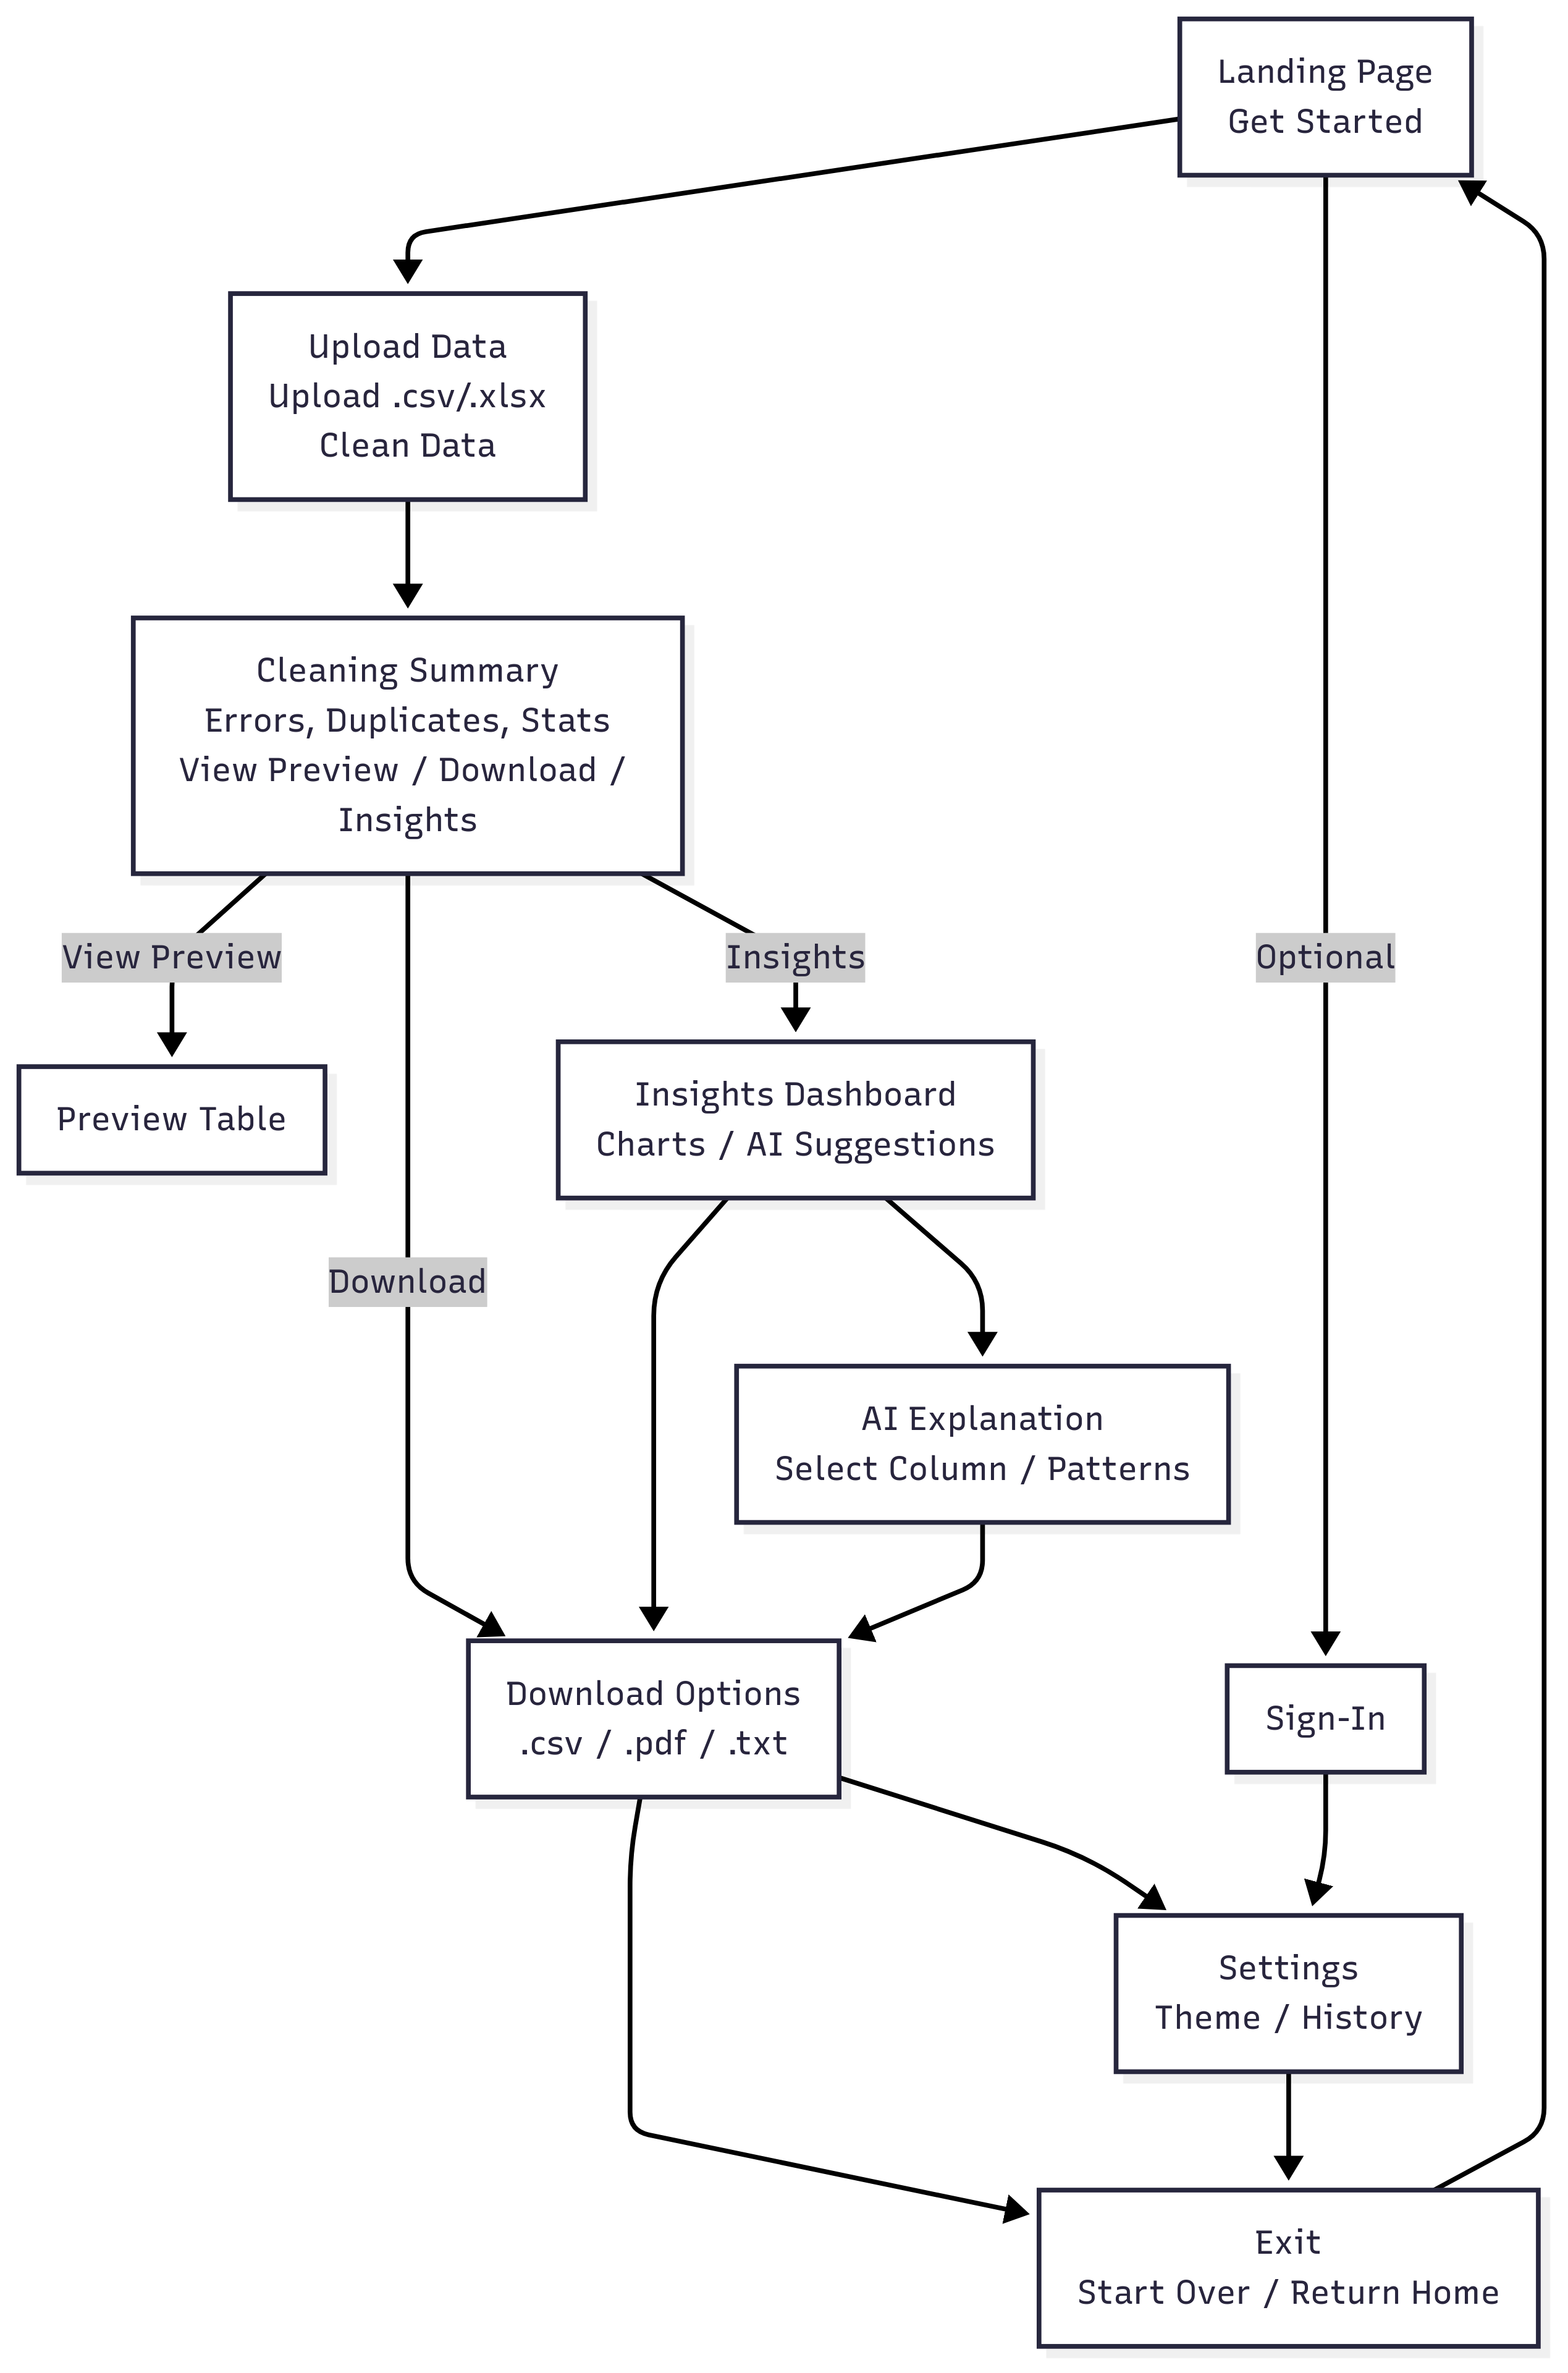 Landing Page
Get Started
Upload Data
Upload .csv/.xlsx
Clean Data
Cleaning Summary
Errors, Duplicates, Stats
View Preview / Download /
Insights
View Preview
Insights
Optional
Preview Table
Insights Dashboard
Charts / AI Suggestions
Download
AI Explanation
Select Column / Patterns
Download Options
.csv / .pdf / .txt
Sign-In
Settings
Theme / History
Exit
Start Over / Return Home